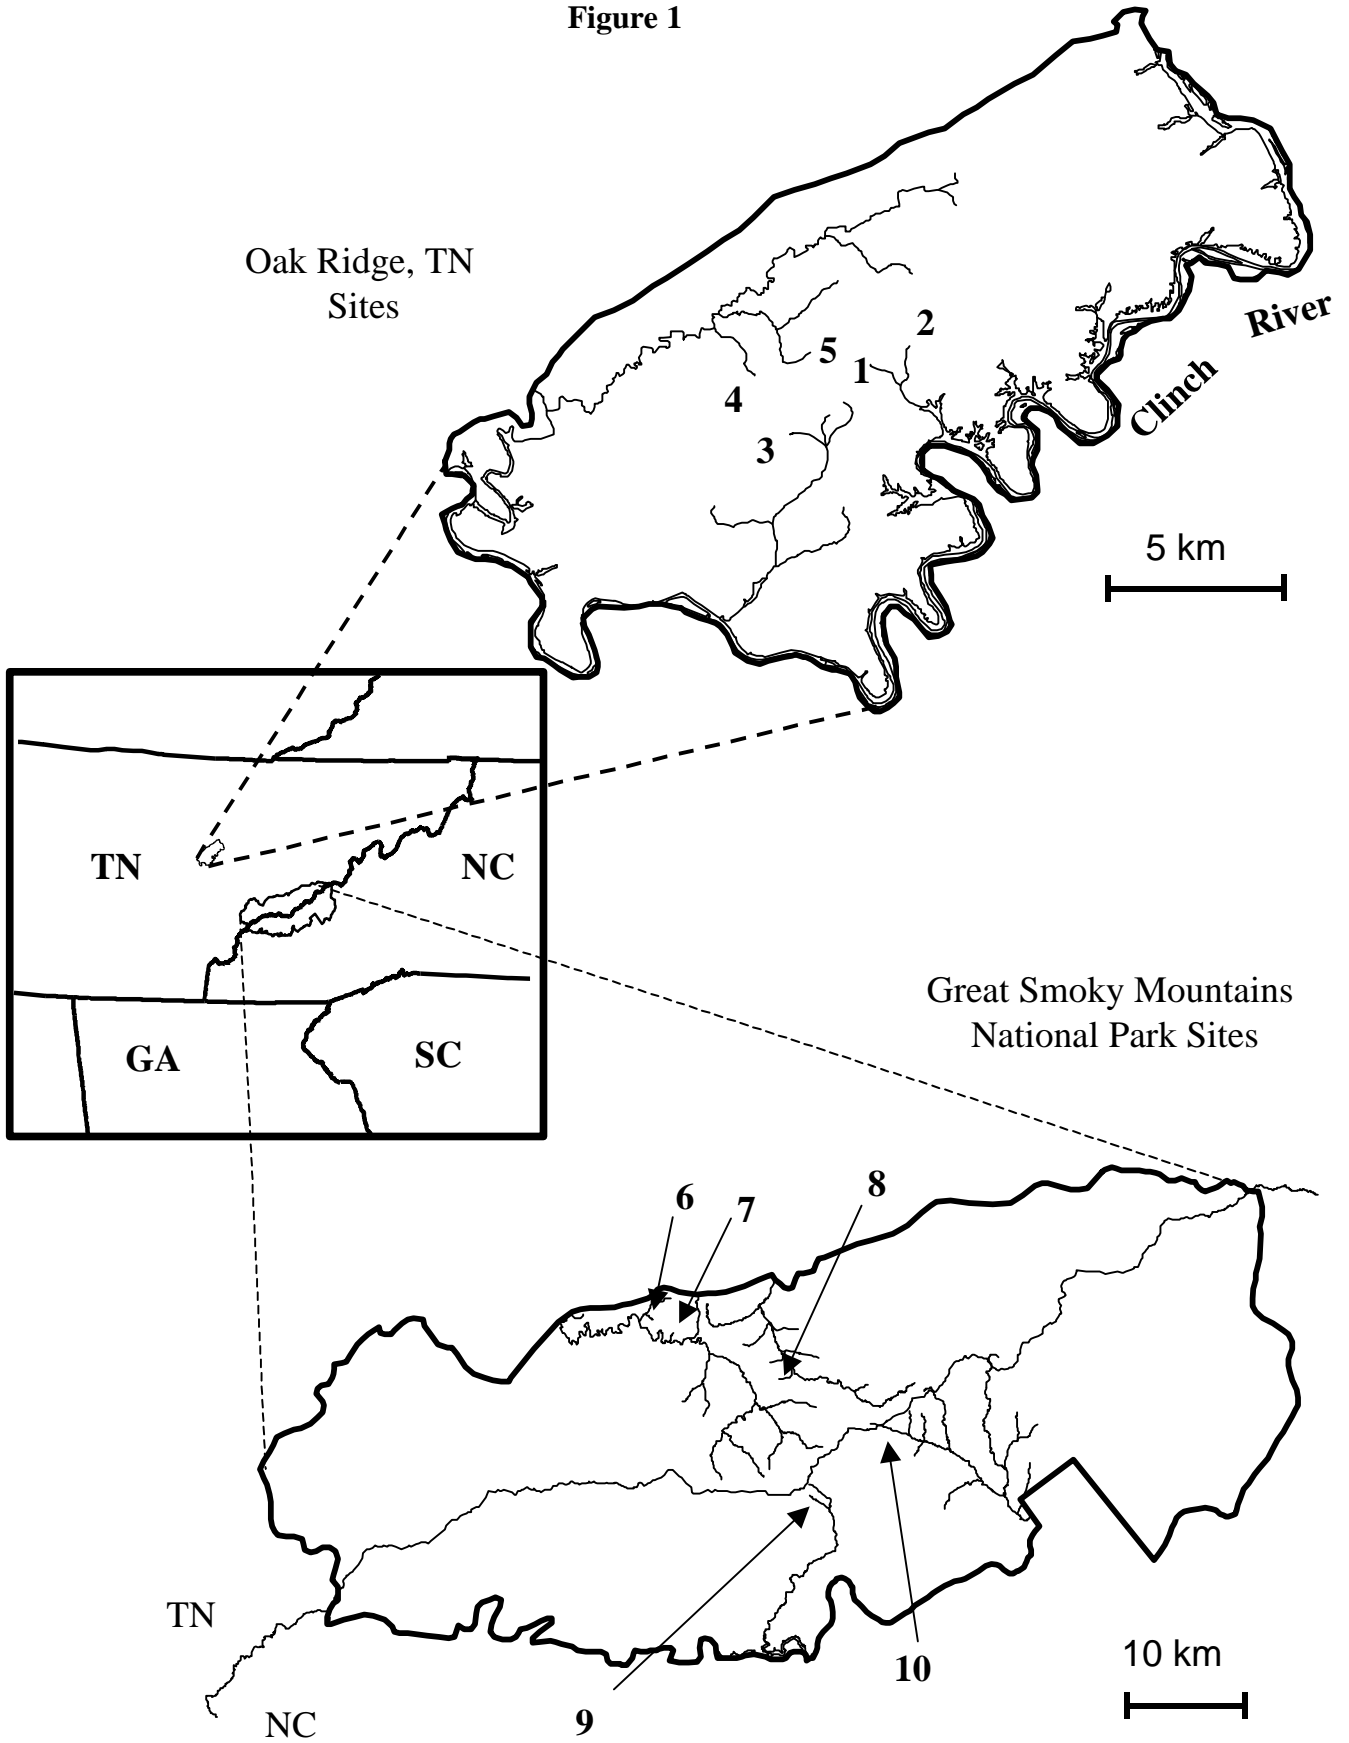 Figure 1
Oak Ridge, TN
Sites
River
Clinch
2
5
1
4
3
5 km
TN
NC
GA
SC
Great Smoky Mountains
National Park Sites
6
7
8
TN
NC
9
10
10 km